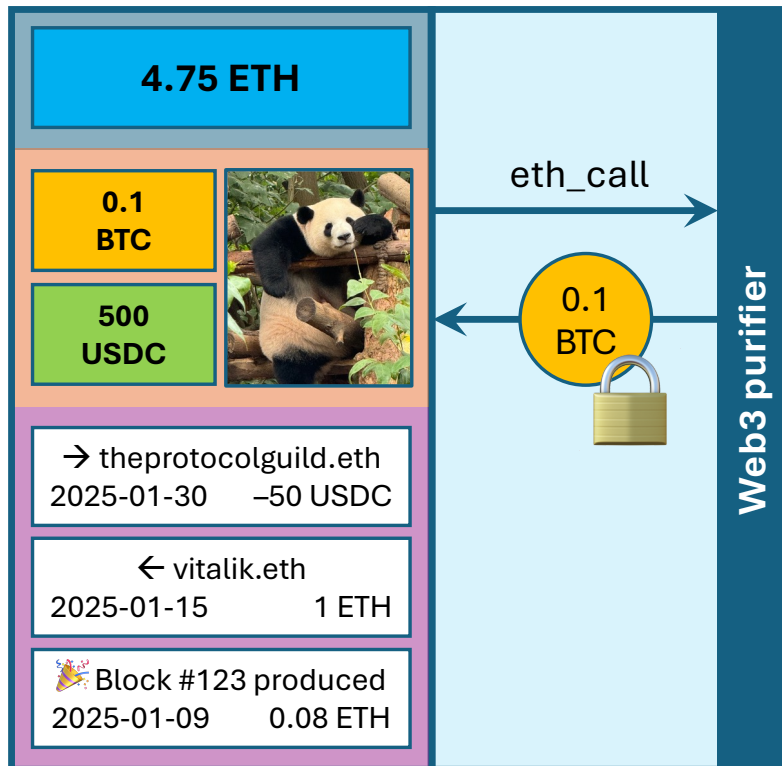 4.75 ETH
0.1
BTC
500
USDC
→ theprotocolguild.eth
2025-01-30 –50 USDC
← vitalik.eth
2025-01-15 1 ETH
🎉 Block #123 produced
2025-01-09 0.08 ETH
eth_call
0.1
BTC
Web3 purifier